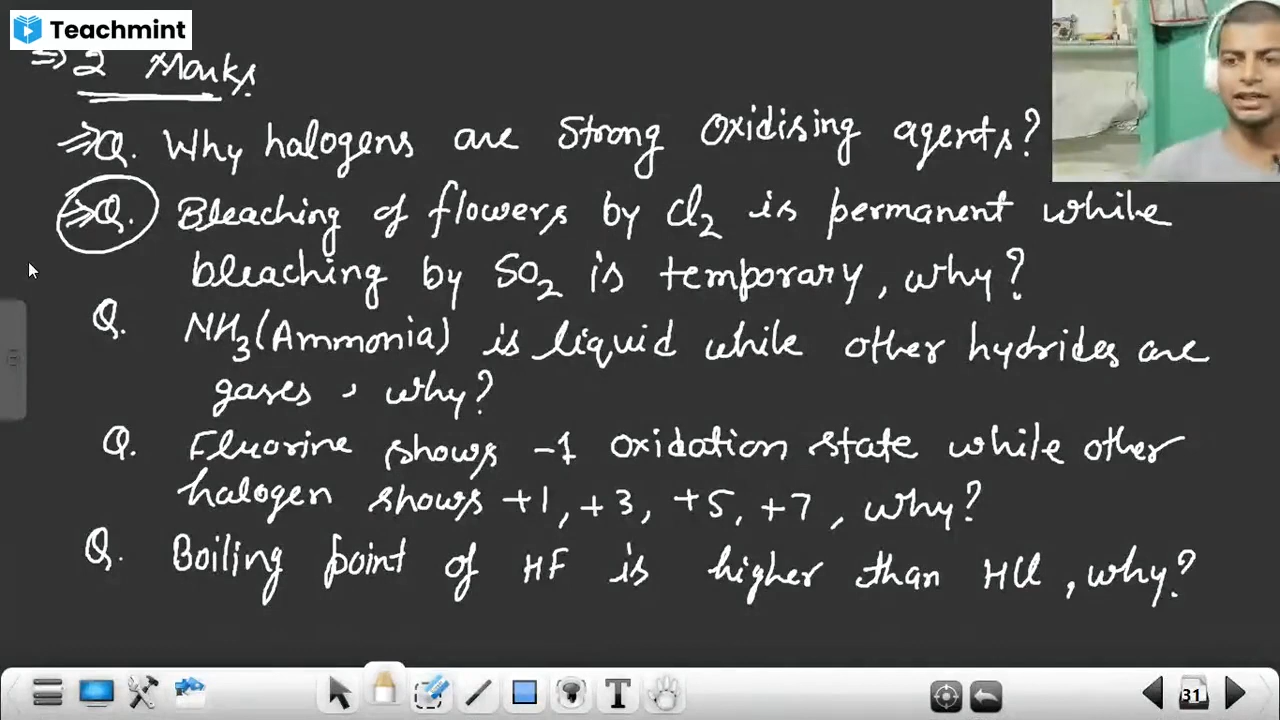 Teachmint
⇒ 2 Marks
⇒Q. Why halogens are Strong Oxidising agents?
⇒Q. Bleaching of flowers by Cl2 is permanent while
bleaching by SO2 is temporary, why?
Q. NH3(Ammonia) is liquid while other hydrides are
gases, why?
Q. Fluorine shows -1 oxidation state while other
halogen shows +1, +3, +5, +7, why?
Q. Boiling point of HF is higher than HCl, why?
T
31